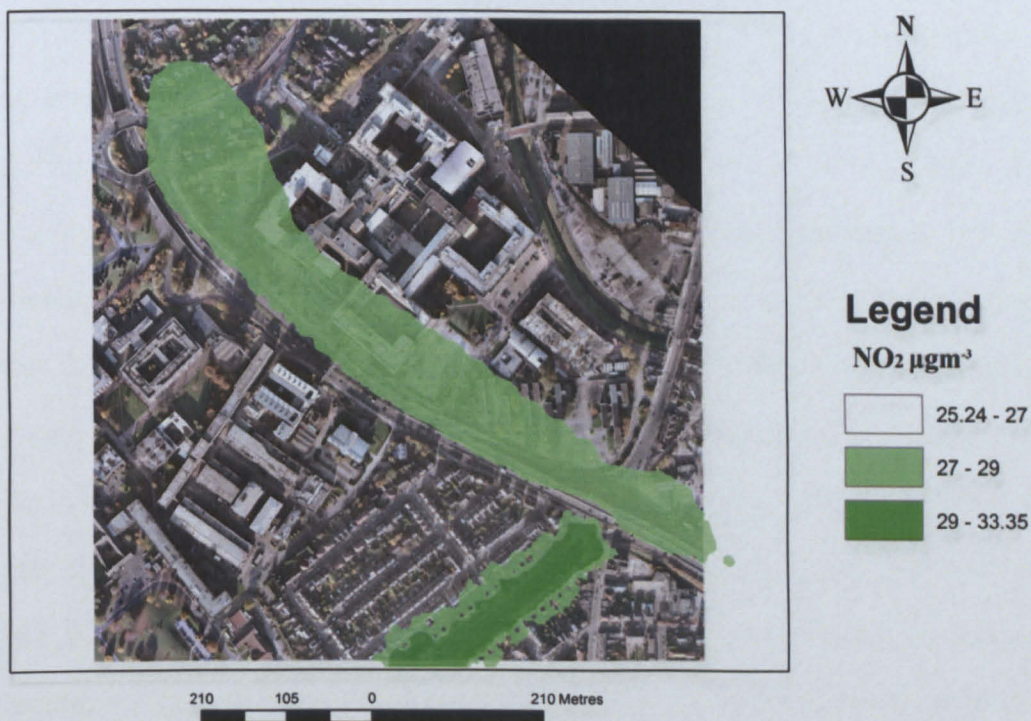 N
W E
S
Legend
NO₂ µgm⁻³
25.24 - 27
27 - 29
29 - 33.35
210 105 0 210 Metres